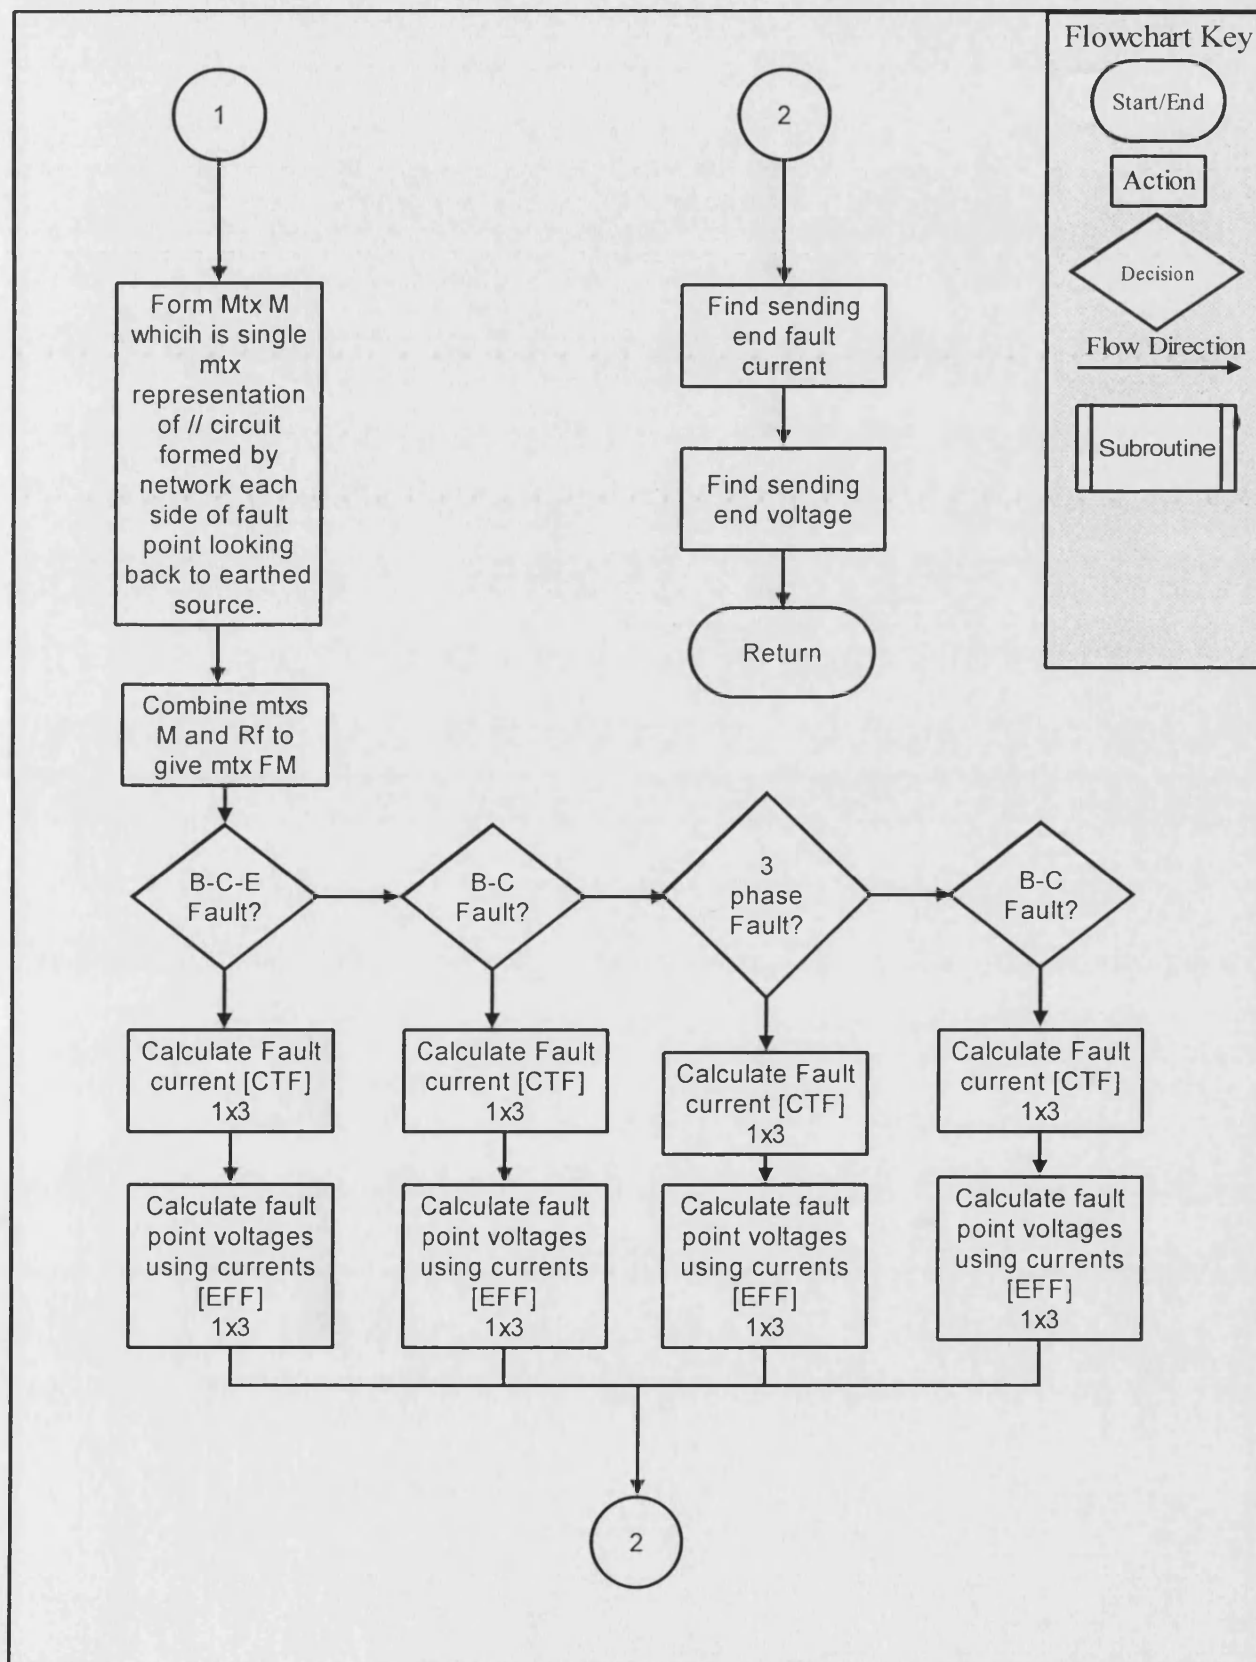 1
Form Mtx M
whicih is single
mtx
representation
of // circuit
formed by
network each
side of fault
point looking
back to earthed
source.
Combine mtxs
M and Rf to
give mtx FM
2
Find sending
end fault
current
Find sending
end voltage
Return
Flowchart Key
Start/End
Action
Decision
Flow Direction
Subroutine
B-C-E
Fault?
B-C
Fault?
3
phase
Fault?
B-C
Fault?
Calculate Fault
current [CTF]
1x3
Calculate Fault
current [CTF]
1x3
Calculate Fault
current [CTF]
1x3
Calculate Fault
current [CTF]
1x3
Calculate fault
point voltages
using currents
[EFF]
1x3
Calculate fault
point voltages
using currents
[EFF]
1x3
Calculate fault
point voltages
using currents
[EFF]
1x3
Calculate fault
point voltages
using currents
[EFF]
1x3
2